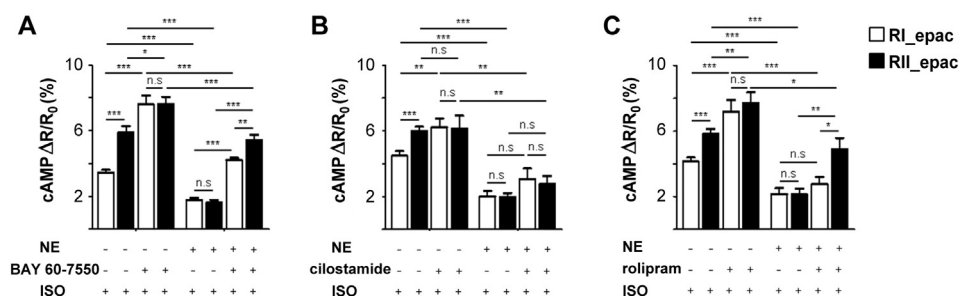 A
B
C
RI_epac
RII_epac
***
***
*
***
***
n.s
***
***
***
**
***
n.s
10
6
2
cAMP ΔR/R0 (%)
NE - - - - + + + +
BAY 60-7550 - - + + - - + +
ISO + + + + + + + +
***
***
n.s
**
**
n.s
**
***
n.s
n.s
n.s
n.s
10
6
2
cAMP ΔR/R0 (%)
NE - - - - + + + +
cilostamide - - + + - - + +
ISO + + + + + + + +
***
***
**
***
***
n.s
*
***
**
*
n.s
n.s
10
6
2
cAMP ΔR/R0 (%)
NE - - - - + + + +
rolipram - - + + - - + +
ISO + + + + + + + +